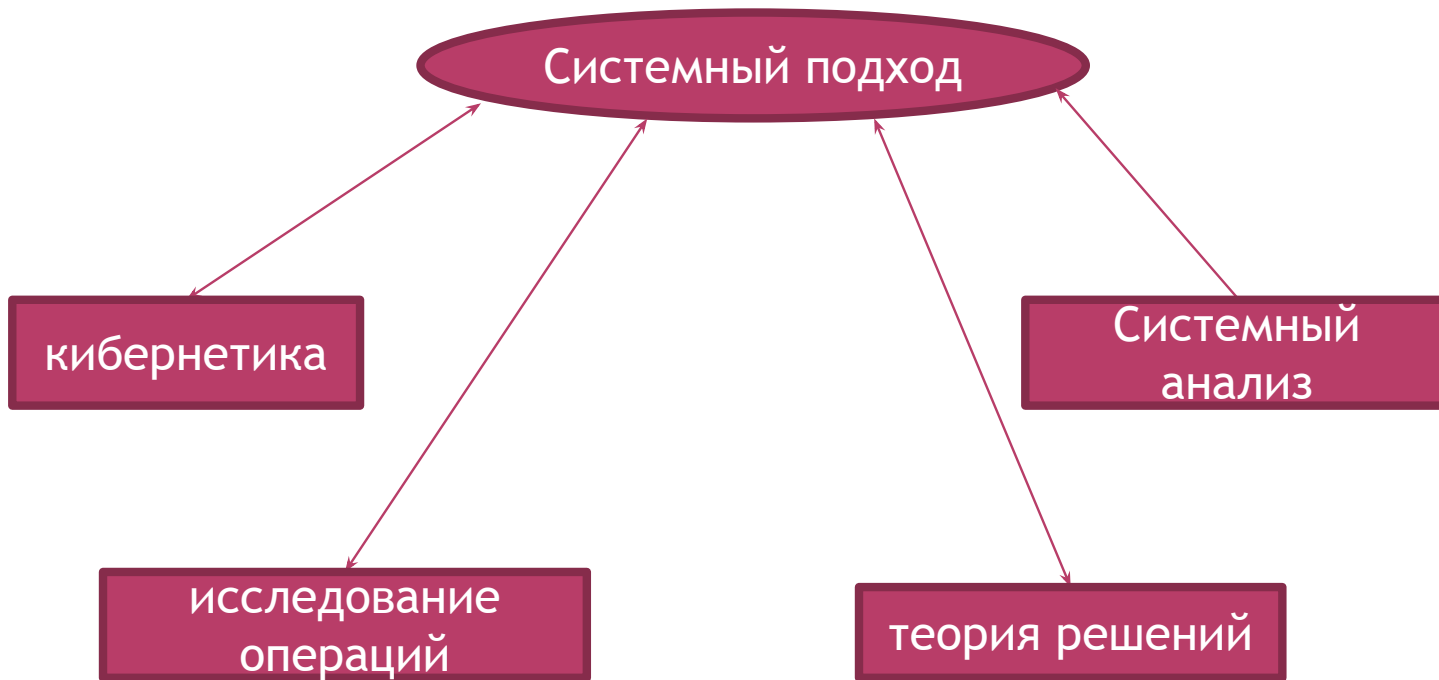 Системный подход
кибернетика
Системный
анализ
исследование
операций
теория решений